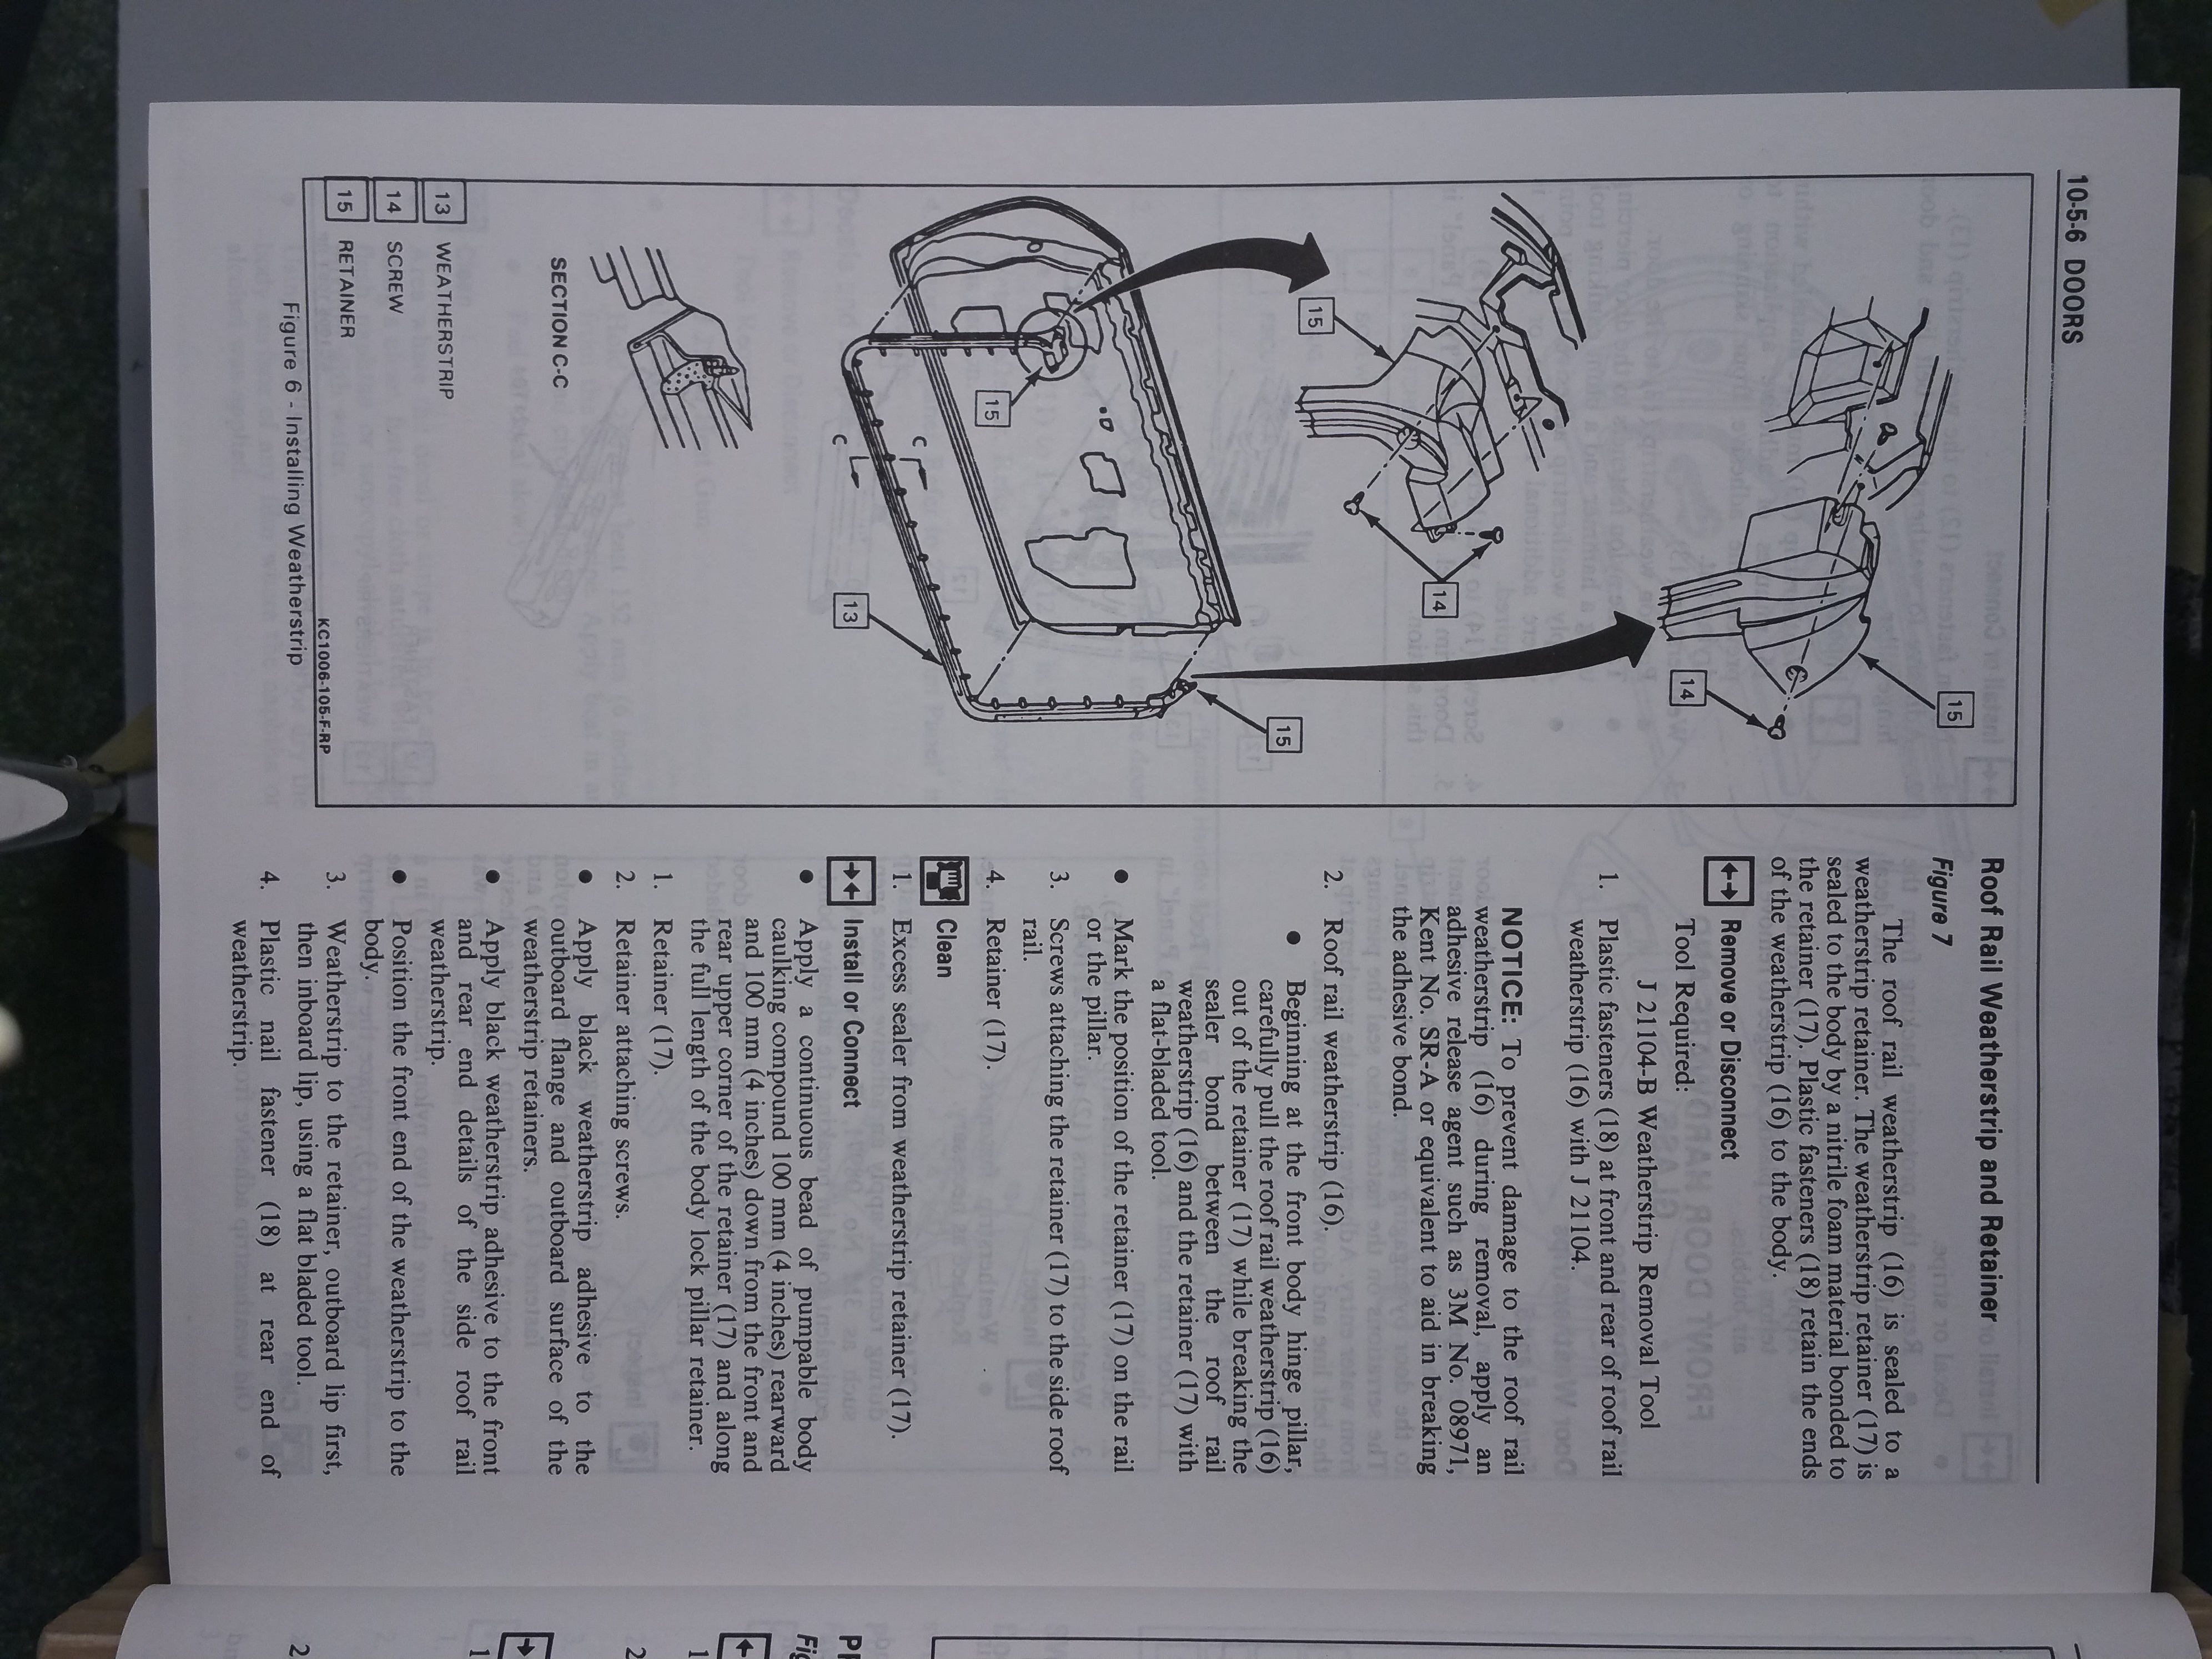 10-5-6 DOORS
15
14
15
14
15
15
C
C
13
SECTION C-C
13 WEATHERSTRIP
14 SCREW
15 RETAINER
KC1006-105-F-RP
Figure 6 - Installing Weatherstrip
Roof Rail Weatherstrip and Retainer
Figure 7
The roof rail weatherstrip (16) is sealed to a
weatherstrip retainer. The weatherstrip retainer (17) is
sealed to the body by a nitrile foam material bonded to
the retainer (17). Plastic fasteners (18) retain the ends
of the weatherstrip (16) to the body.
Remove or Disconnect
Tool Required:
J 21104-B Weatherstrip Removal Tool
1. Plastic fasteners (18) at front and rear of roof rail
weatherstrip (16) with J 21104.
NOTICE: To prevent damage to the roof rail
weatherstrip (16) during removal, apply an
adhesive release agent such as 3M No. 08971,
Kent No. SR-A or equivalent to aid in breaking
the adhesive bond.
2. Roof rail weatherstrip (16).
● Beginning at the front body hinge pillar,
carefully pull the roof rail weatherstrip (16)
out of the retainer (17) while breaking the
sealer bond between the roof rail
weatherstrip (16) and the retainer (17) with
a flat-bladed tool.
● Mark the position of the retainer (17) on the rail
or the pillar.
3. Screws attaching the retainer (17) to the side roof
rail.
4. Retainer (17).
Clean
1. Excess sealer from weatherstrip retainer (17).
Install or Connect
● Apply a continuous bead of pumpable body
caulking compound 100 mm (4 inches) rearward
and 100 mm (4 inches) down from the front and
rear upper corner of the retainer (17) and along
the full length of the body lock pillar retainer.
1. Retainer (17).
2. Retainer attaching screws.
● Apply black weatherstrip adhesive to the
outboard flange and outboard surface of the
weatherstrip retainers.
● Apply black weatherstrip adhesive to the front
and rear end details of the side roof rail
weatherstrip.
● Position the front end of the weatherstrip to the
body.
3. Weatherstrip to the retainer, outboard lip first,
then inboard lip, using a flat bladed tool.
4. Plastic nail fastener (18) at rear end of
weatherstrip.